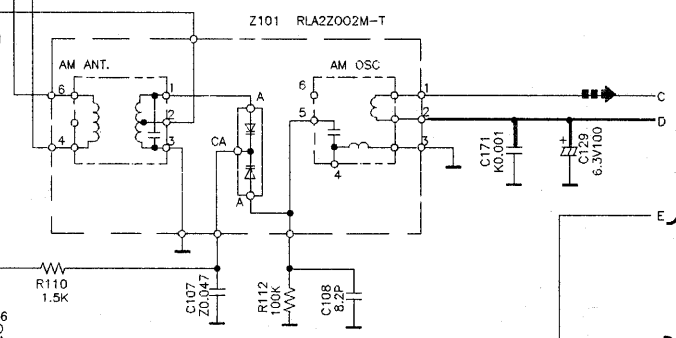 Z101 RLA2Z002M-T
AM ANT.
AM OSC
6
1
A
6
1
C
2
5
2
D
4
3
CA
3
4
A
C171
K0.001
+
C129
6.3V100
E
R110
1.5K
C107
Z0.047
R112
100K
C108
8.2P
6